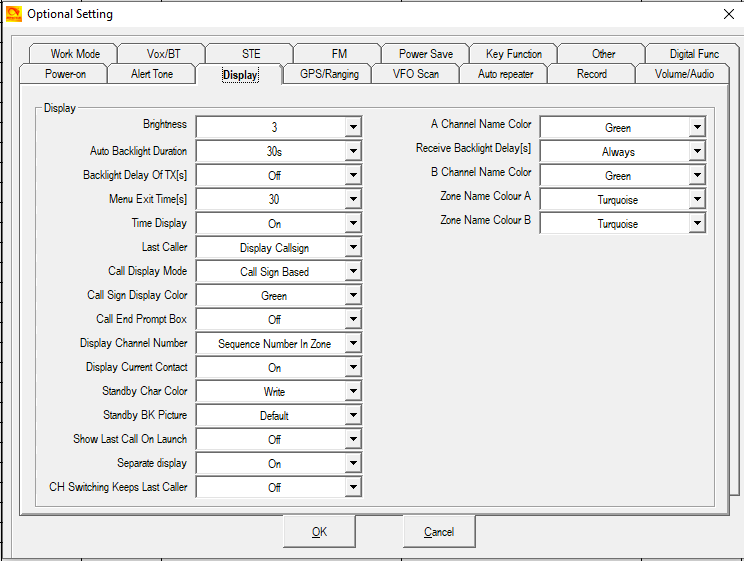 Optional Setting
Work Mode Vox/BT STE FM Power Save Key Function Other Digital Func
Power-on Alert Tone Display GPS/Ranging VFO Scan Auto repeater Record Volume/Audio
Display
Brightness 3 A Channel Name Color Green
Auto Backlight Duration 30s Receive Backlight Delay[s] Always
Backlight Delay Of TX[s] Off B Channel Name Color Green
Menu Exit Time[s] 30 Zone Name Colour A Turquoise
Time Display On Zone Name Colour B Turquoise
Last Caller Display Callsign
Call Display Mode Call Sign Based
Call Sign Display Color Green
Call End Prompt Box Off
Display Channel Number Sequence Number In Zone
Display Current Contact On
Standby Char Color Write
Standby BK Picture Default
Show Last Call On Launch Off
Separate display On
CH Switching Keeps Last Caller Off
OK Cancel